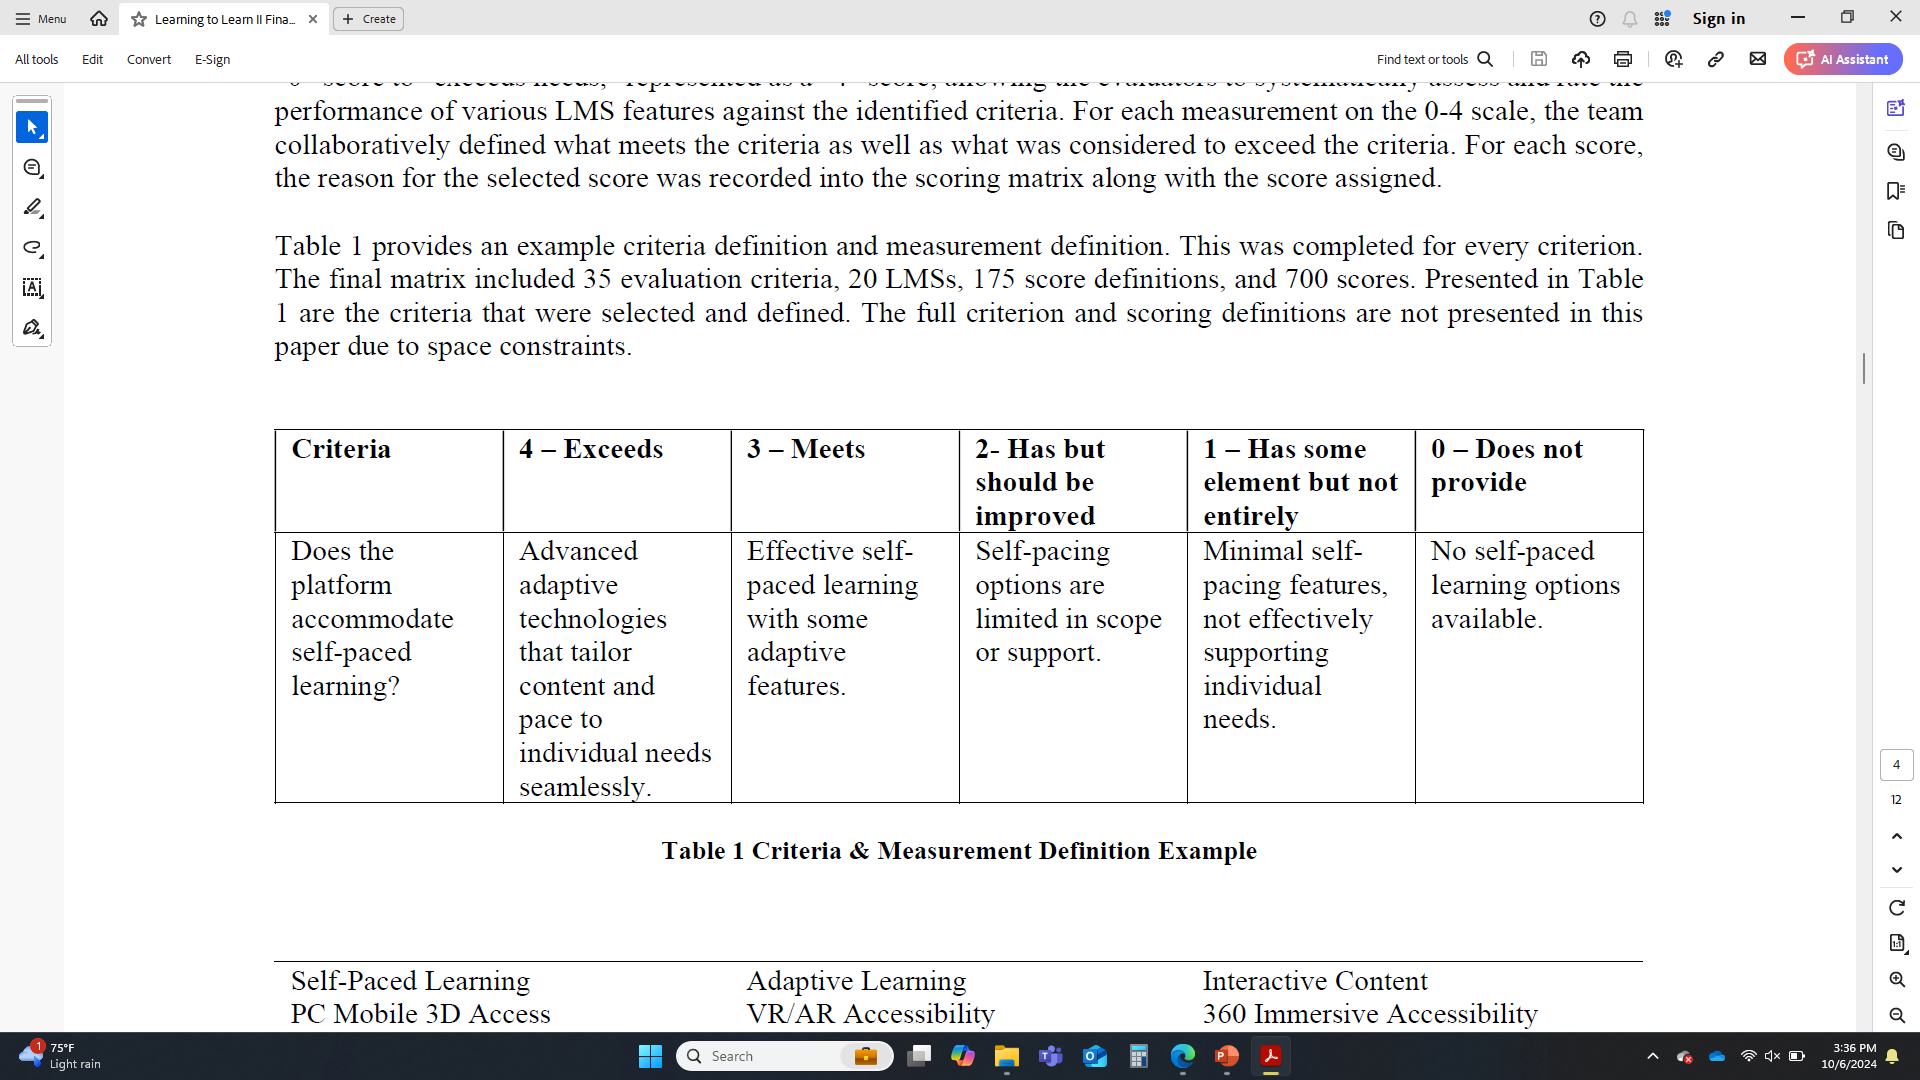 Menu
Learning to Learn II Fina...
Create
Sign in
All tools
Edit
Convert
E-Sign
Find text or tools
AI Assistant
performance of various LMS features against the identified criteria. For each measurement on the 0-4 scale, the team
collaboratively defined what meets the criteria as well as what was considered to exceed the criteria. For each score,
the reason for the selected score was recorded into the scoring matrix along with the score assigned.
Table 1 provides an example criteria definition and measurement definition. This was completed for every criterion.
The final matrix included 35 evaluation criteria, 20 LMSs, 175 score definitions, and 700 scores. Presented in Table
1 are the criteria that were selected and defined. The full criterion and scoring definitions are not presented in this
paper due to space constraints.
Criteria
4 – Exceeds
3 – Meets
2- Has but
should be
improved
1 – Has some
element but not
entirely
0 – Does not
provide
Does the
platform
accommodate
self-paced
learning?
Advanced
adaptive
technologies
that tailor
content and
pace to
individual needs
seamlessly.
Effective self-
paced learning
with some
adaptive
features.
Self-pacing
options are
limited in scope
or support.
Minimal self-
pacing features,
not effectively
supporting
individual
needs.
No self-paced
learning options
available.
Table 1 Criteria & Measurement Definition Example
Self-Paced Learning
Adaptive Learning
Interactive Content
PC Mobile 3D Access
VR/AR Accessibility
360 Immersive Accessibility
4
12
1
75°F
Light rain
Search
3:36 PM
10/6/2024